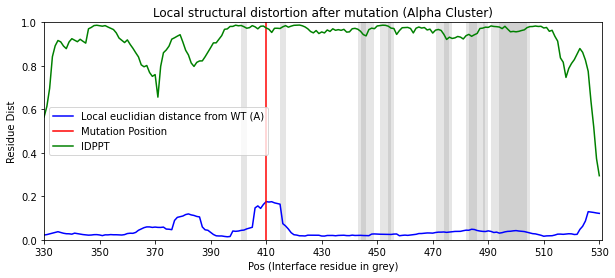 Local structural distortion after mutation (Alpha Cluster)
1.0
0.8
0.6
0.4
0.2
0.0
Residue Dist
Local euclidian distance from WT (A)
Mutation Position
IDPPT
330 350 370 390 410 430 450 470 490 510 530
Pos (Interface residue in grey)